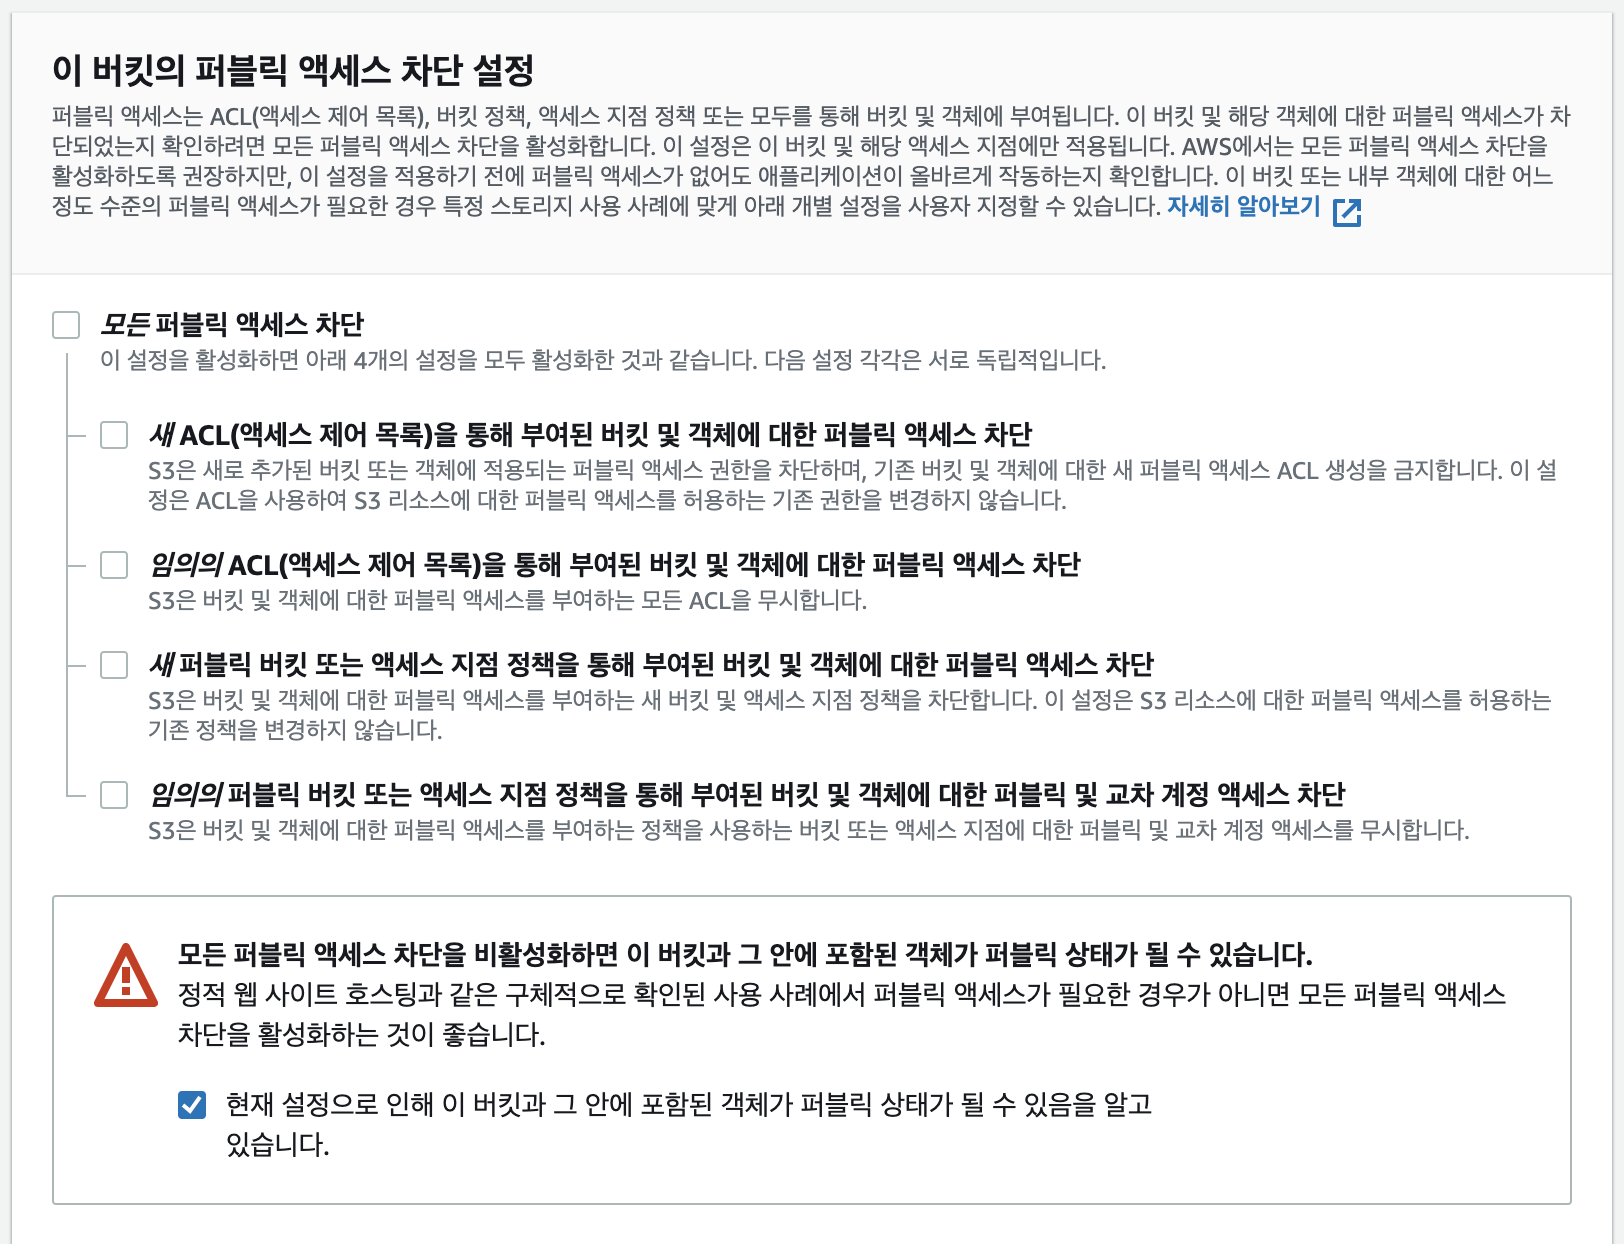 이 버킷의 퍼블릭 액세스 차단 설정
퍼블릭 액세스는 ACL(액세스 제어 목록), 버킷 정책, 액세스 지점 정책 또는 모두를 통해 버킷 및 객체에 부여됩니다. 이 버킷 및 해당 객체에 대한 퍼블릭 액세스가 차
단되었는지 확인하려면 모든 퍼블릭 액세스 차단을 활성화합니다. 이 설정은 이 버킷 및 해당 액세스 지점에만 적용됩니다. AWS에서는 모든 퍼블릭 액세스 차단을
활성화하도록 권장하지만, 이 설정을 적용하기 전에 퍼블릭 액세스가 없어도 애플리케이션이 올바르게 작동하는지 확인합니다. 이 버킷 또는 내부 객체에 대한 어느
정도 수준의 퍼블릭 액세스가 필요한 경우 특정 스토리지 사용 사례에 맞게 아래 개별 설정을 사용자 지정할 수 있습니다. 자세히 알아보기
모든 퍼블릭 액세스 차단
이 설정을 활성화하면 아래 4개의 설정을 모두 활성화한 것과 같습니다. 다음 설정 각각은 서로 독립적입니다.
새 ACL(액세스 제어 목록)을 통해 부여된 버킷 및 객체에 대한 퍼블릭 액세스 차단
S3은 새로 추가된 버킷 또는 객체에 적용되는 퍼블릭 액세스 권한을 차단하며, 기존 버킷 및 객체에 대한 새 퍼블릭 액세스 ACL 생성을 금지합니다. 이 설
정은 ACL을 사용하여 S3 리소스에 대한 퍼블릭 액세스를 허용하는 기존 권한을 변경하지 않습니다.
임의의 ACL(액세스 제어 목록)을 통해 부여된 버킷 및 객체에 대한 퍼블릭 액세스 차단
S3은 버킷 및 객체에 대한 퍼블릭 액세스를 부여하는 모든 ACL을 무시합니다.
새 퍼블릭 버킷 또는 액세스 지점 정책을 통해 부여된 버킷 및 객체에 대한 퍼블릭 액세스 차단
S3은 버킷 및 객체에 대한 퍼블릭 액세스를 부여하는 새 버킷 및 액세스 지점 정책을 차단합니다. 이 설정은 S3 리소스에 대한 퍼블릭 액세스를 허용하는
기존 정책을 변경하지 않습니다.
임의의 퍼블릭 버킷 또는 액세스 지점 정책을 통해 부여된 버킷 및 객체에 대한 퍼블릭 및 교차 계정 액세스 차단
S3은 버킷 및 객체에 대한 퍼블릭 액세스를 부여하는 정책을 사용하는 버킷 또는 액세스 지점에 대한 퍼블릭 및 교차 계정 액세스를 무시합니다.
모든 퍼블릭 액세스 차단을 비활성화하면 이 버킷과 그 안에 포함된 객체가 퍼블릭 상태가 될 수 있습니다.
정적 웹 사이트 호스팅과 같은 구체적으로 확인된 사용 사례에서 퍼블릭 액세스가 필요한 경우가 아니면 모든 퍼블릭 액세스
차단을 활성화하는 것이 좋습니다.
현재 설정으로 인해 이 버킷과 그 안에 포함된 객체가 퍼블릭 상태가 될 수 있음을 알고
있습니다.